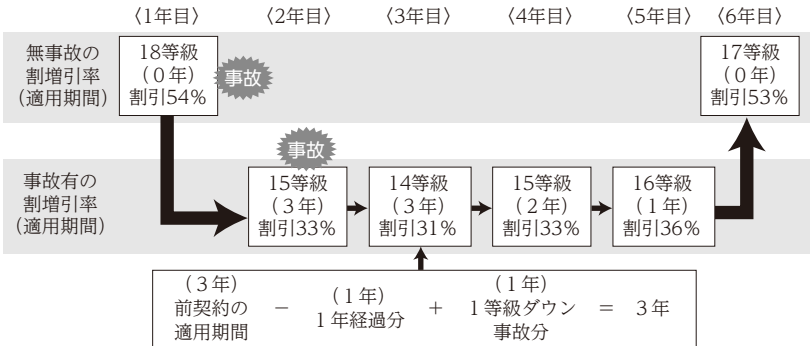 〈1年目〉 〈2年目〉 〈3年目〉 〈4年目〉 〈5年目〉 〈6年目〉
無事故の
割増引率
(適用期間)
18等級
(0年)
割引54%
事故
17等級
(0年)
割引53%
事故有の
割増引率
(適用期間)
事故
15等級
(3年)
割引33%
14等級
(3年)
割引31%
15等級
(2年)
割引33%
16等級
(1年)
割引36%
(3年)
前契約の
適用期間
−
(1年)
1年経過分
+
(1年)
1等級ダウン
事故分
= 3年